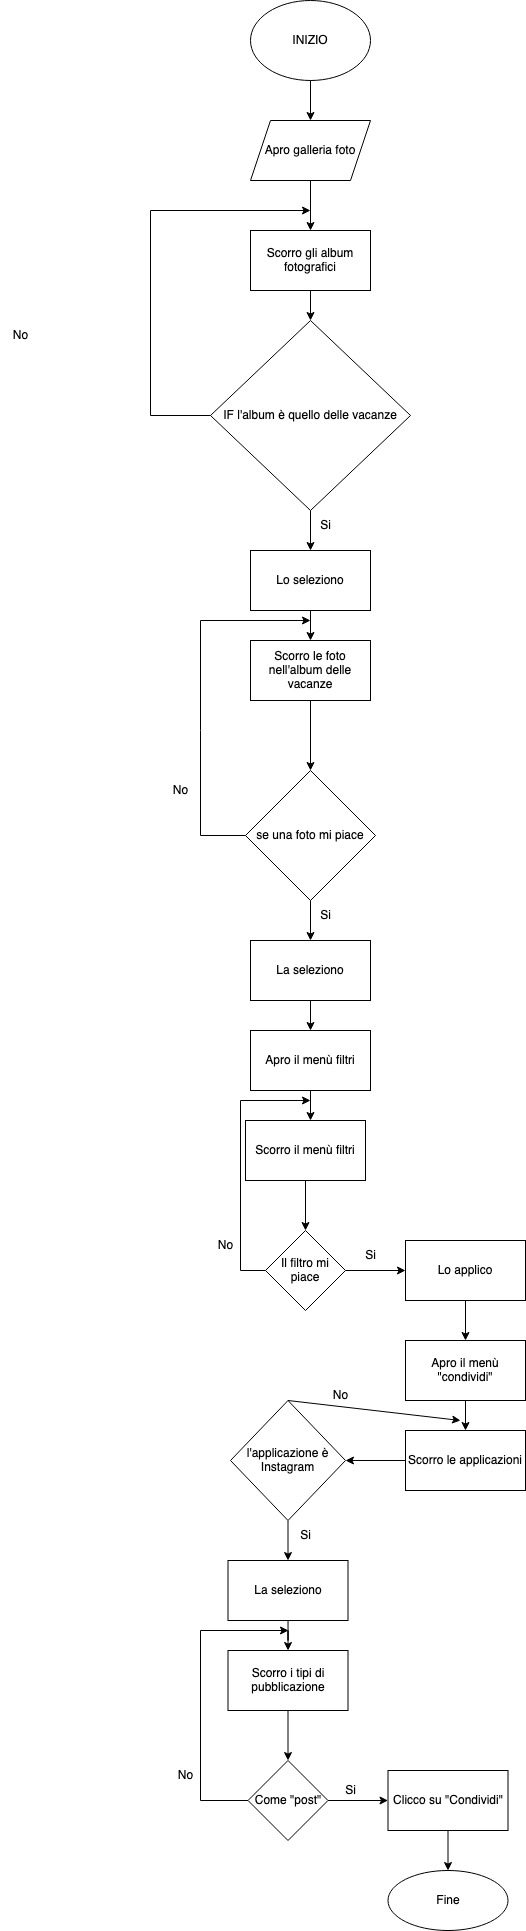 INIZIO
Apro galleria foto
Scorro gli album
fotografici
No
IF l'album è quello delle vacanze
Si
Lo seleziono
Scorro le foto
nell'album delle
vacanze
No
se una foto mi piace
Si
La seleziono
Apro il menù filtri
Scorro il menù filtri
No
Il filtro mi
piace
Si
Lo applico
Apro il menù
"condividi"
No
l'applicazione è
Instagram
Scorro le applicazioni
Si
La seleziono
Scorro i tipi di
pubblicazione
No
Come "post"
Si
Clicco su "Condividi"
Fine